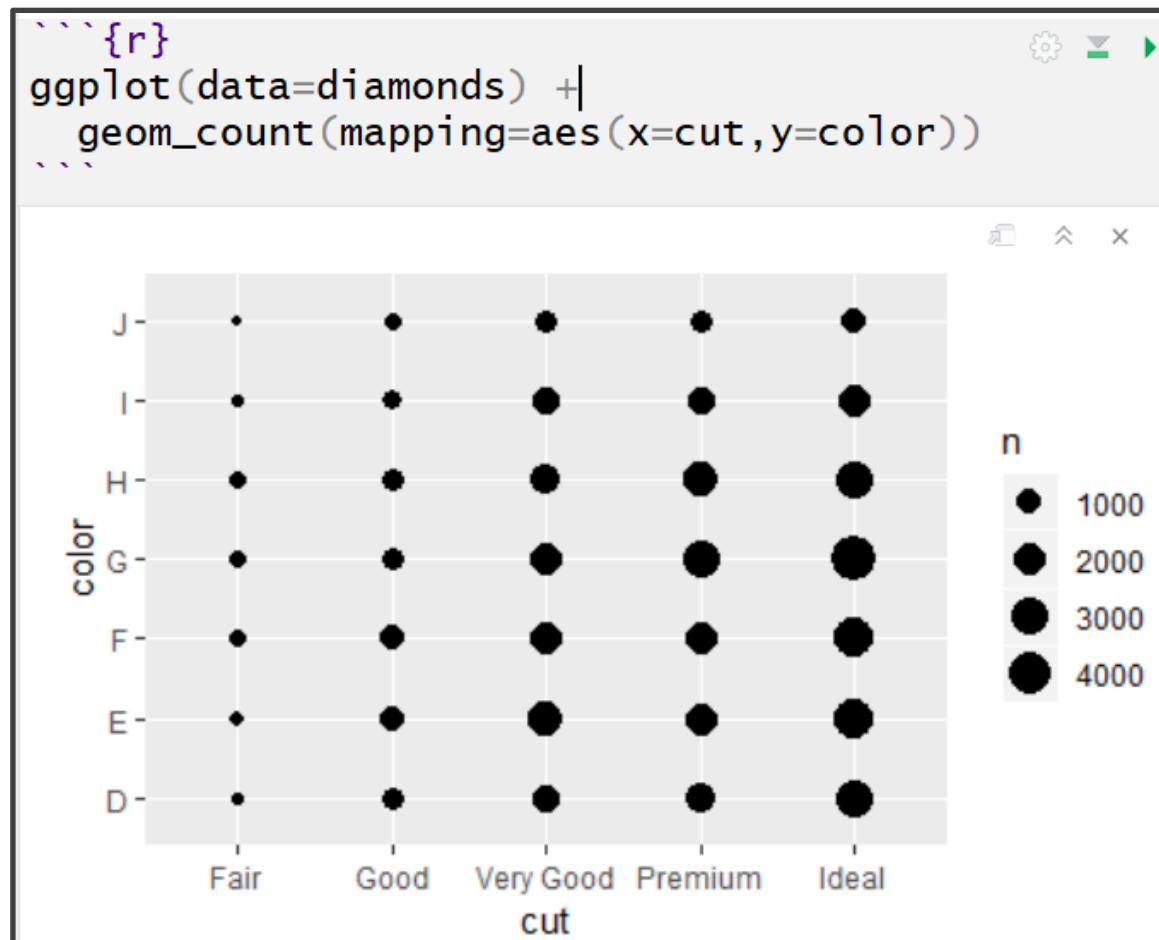 ```{r}
ggplot(data=diamonds) +
  geom_count(mapping=aes(x=cut,y=color))
```
J
I
H
G
F
E
D
color
Fair Good Very Good Premium Ideal
cut
n
1000
2000
3000
4000